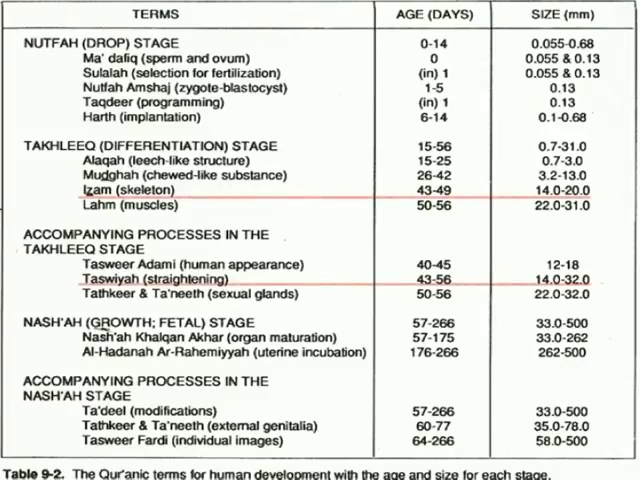 TERMS AGE (DAYS) SIZE (mm)
NUTFAH (DROP) STAGE 0-14 0.055-0.68
Ma' dafiq (sperm and ovum) 0 0.055 & 0.13
Sulalah (selection for fertilization) (in) 1 0.055 & 0.13
Nutfah Amshaj (zygote-blastocyst) 1-5 0.13
Taqdeer (programming) (in) 1 0.13
Harth (implantation) 6-14 0.1-0.68
TAKHLEEQ (DIFFERENTIATION) STAGE 15-56 0.7-31.0
Alaqah (leech-like structure) 15-25 0.7-3.0
Mudghah (chewed-like substance) 26-42 3.2-13.0
Izam (skeleton) 43-49 14.0-20.0
Lahm (muscles) 50-56 22.0-31.0
ACCOMPANYING PROCESSES IN THE
TAKHLEEQ STAGE
Tasweer Adami (human appearance) 40-45 12-18
Taswiyah (straightening) 43-56 14.0-32.0
Tathkeer & Ta'neeth (sexual glands) 50-56 22.0-32.0
NASH'AH (GROWTH; FETAL) STAGE 57-266 33.0-500
Nash'ah Khalqan Akhar (organ maturation) 57-175 33.0-262
Al-Hadanah Ar-Rahemiyyah (uterine incubation) 176-266 262-500
ACCOMPANYING PROCESSES IN THE
NASH'AH STAGE
Ta'deel (modifications) 57-266 33.0-500
Tathkeer & Ta'neeth (external genitalia) 60-77 35.0-78.0
Tasweer Fardi (individual images) 64-266 58.0-500
Table 9-2. The Qur'anic terms for human development with the age and size for each stage.